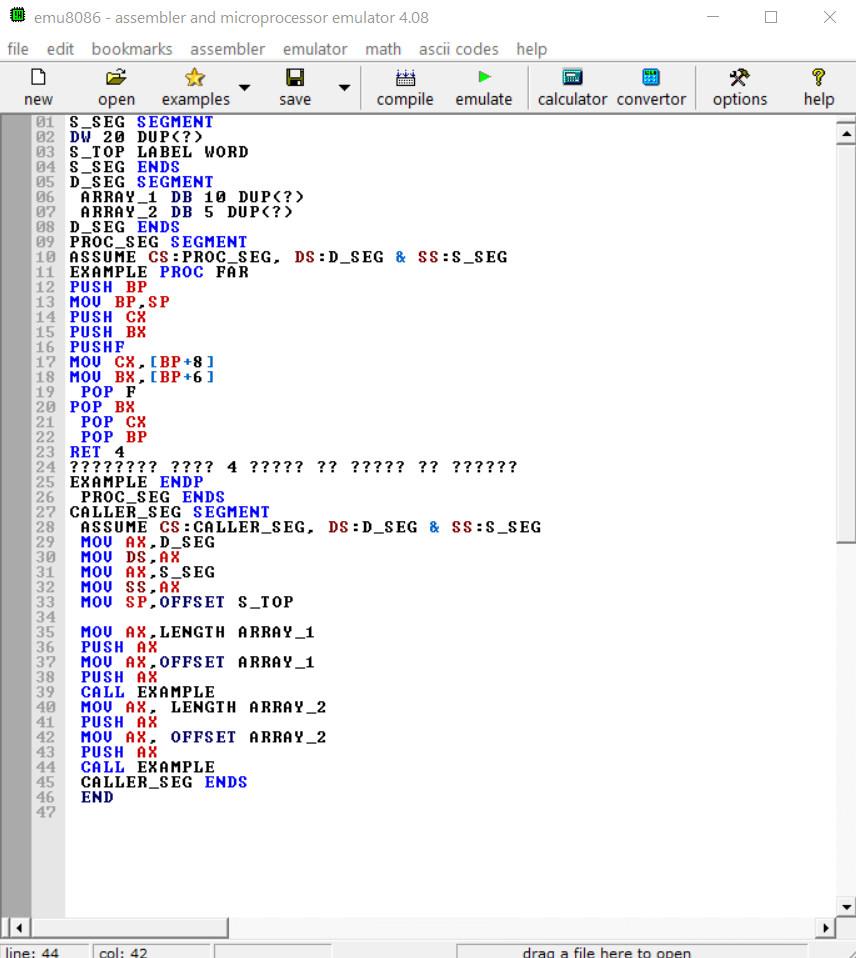 emu8086 - assembler and microprocessor emulator 4.08
file edit bookmarks assembler emulator math ascii codes help
new open examples save compile emulate calculator convertor options help
01 S_SEG SEGMENT
02 DW 20 DUP(?)
03 S_TOP LABEL WORD
04 S_SEG ENDS
05 D_SEG SEGMENT
06 ARRAY_1 DB 10 DUP(?)
07 ARRAY_2 DB 5 DUP(?)
08 D_SEG ENDS
09 PROC_SEG SEGMENT
10 ASSUME CS:PROC_SEG, DS:D_SEG & SS:S_SEG
11 EXAMPLE PROC FAR
12 PUSH BP
13 MOV BP,SP
14 PUSH CX
15 PUSH BX
16 PUSHF
17 MOV CX,[BP+8]
18 MOV BX,[BP+6]
19 POP F
20 POP BX
21 POP CX
22 POP BP
23 RET 4
24 ???????? ???? 4 ????? ?? ????? ?? ??????
25 EXAMPLE ENDP
26 PROC_SEG ENDS
27 CALLER_SEG SEGMENT
28 ASSUME CS:CALLER_SEG, DS:D_SEG & SS:S_SEG
29 MOV AX,D_SEG
30 MOV DS,AX
31 MOV AX,S_SEG
32 MOV SS,AX
33 MOV SP,OFFSET S_TOP
34
35 MOV AX,LENGTH ARRAY_1
36 PUSH AX
37 MOV AX,OFFSET ARRAY_1
38 PUSH AX
39 CALL EXAMPLE
40 MOV AX, LENGTH ARRAY_2
41 PUSH AX
42 MOV AX, OFFSET ARRAY_2
43 PUSH AX
44 CALL EXAMPLE
45 CALLER_SEG ENDS
46 END
47
line: 44 col: 42 drag a file here to open